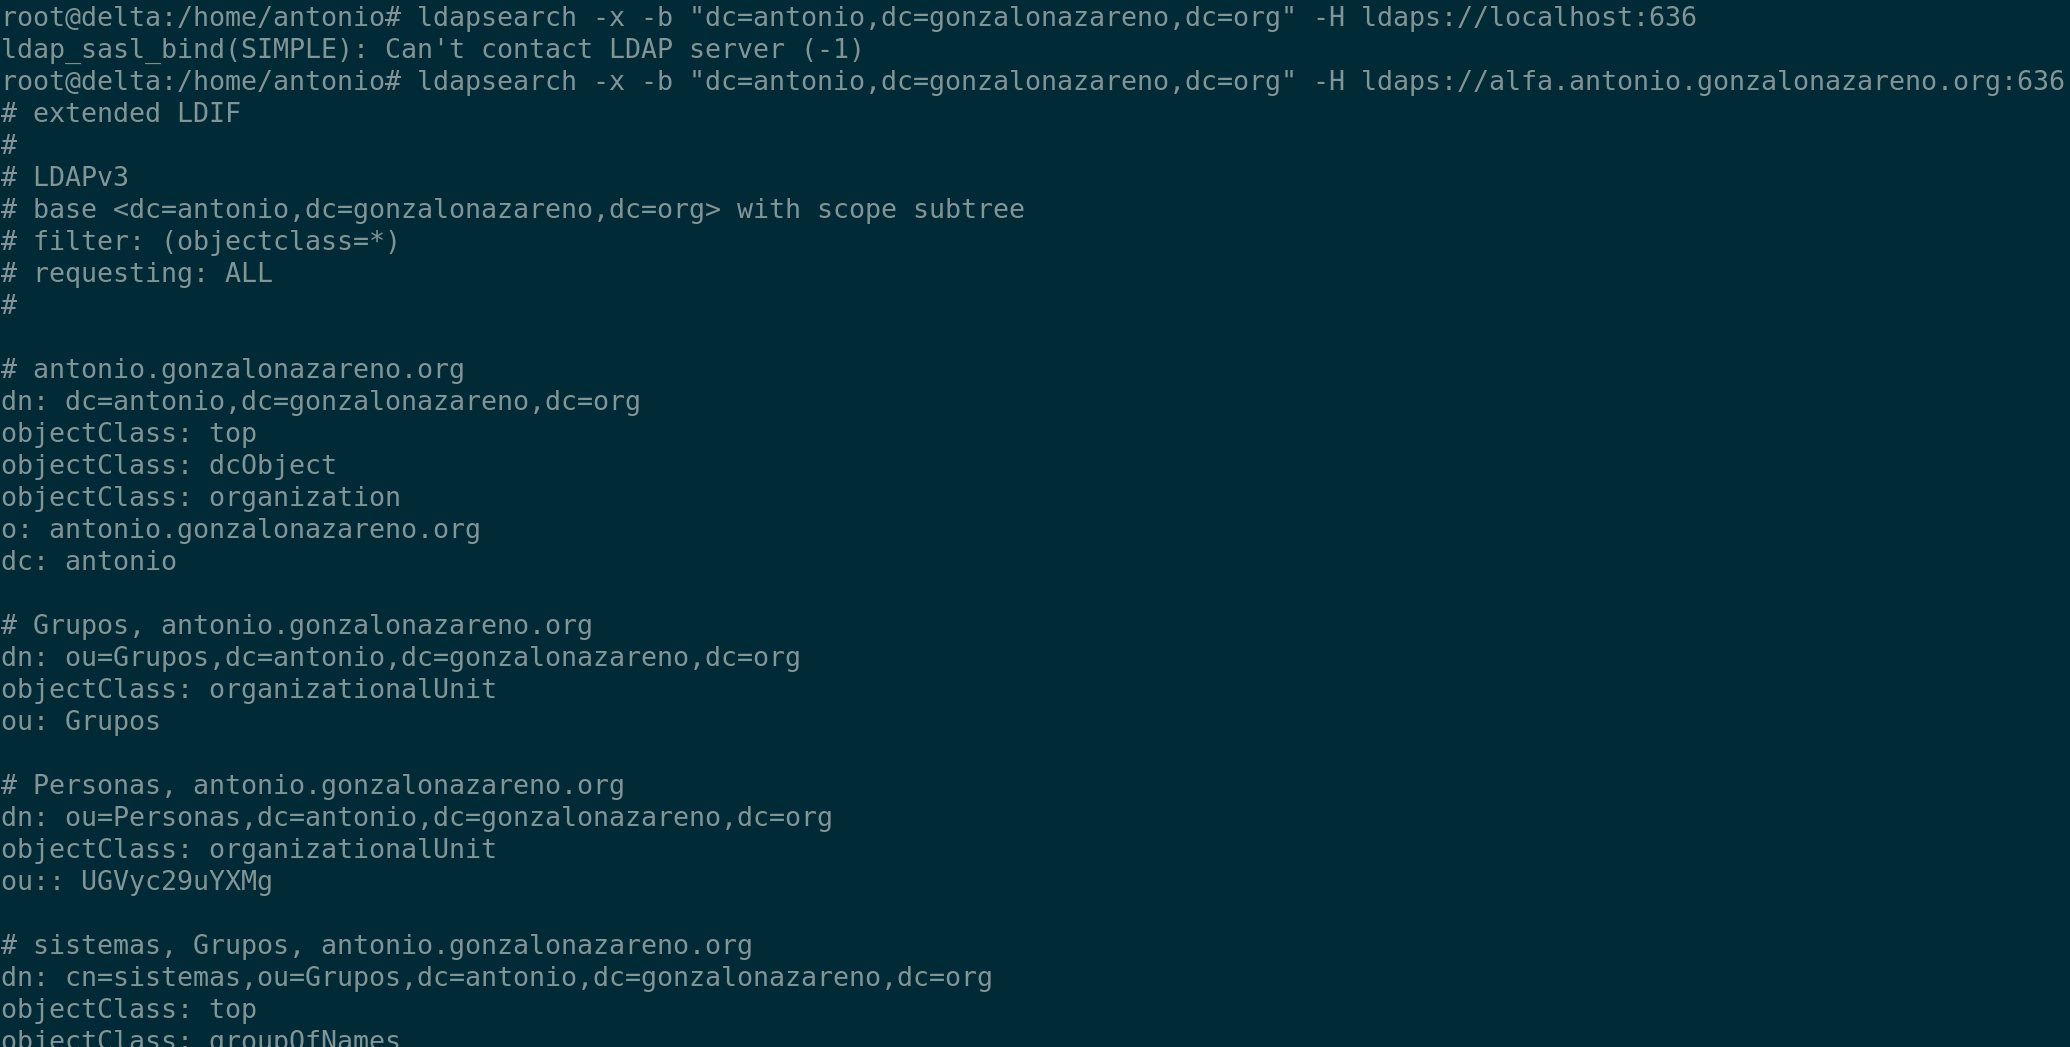 root@delta:/home/antonio# ldapsearch -x -b "dc=antonio,dc=gonzalonazareno,dc=org" -H ldaps://localhost:636
ldap_sasl_bind(SIMPLE): Can't contact LDAP server (-1)
root@delta:/home/antonio# ldapsearch -x -b "dc=antonio,dc=gonzalonazareno,dc=org" -H ldaps://alfa.antonio.gonzalonazareno.org:636
# extended LDIF
#
# LDAPv3
# base <dc=antonio,dc=gonzalonazareno,dc=org> with scope subtree
# filter: (objectclass=*)
# requesting: ALL
#

# antonio.gonzalonazareno.org
dn: dc=antonio,dc=gonzalonazareno,dc=org
objectClass: top
objectClass: dcObject
objectClass: organization
o: antonio.gonzalonazareno.org
dc: antonio

# Grupos, antonio.gonzalonazareno.org
dn: ou=Grupos,dc=antonio,dc=gonzalonazareno,dc=org
objectClass: organizationalUnit
ou: Grupos

# Personas, antonio.gonzalonazareno.org
dn: ou=Personas,dc=antonio,dc=gonzalonazareno,dc=org
objectClass: organizationalUnit
ou:: UGVyc29uYXMg

# sistemas, Grupos, antonio.gonzalonazareno.org
dn: cn=sistemas,ou=Grupos,dc=antonio,dc=gonzalonazareno,dc=org
objectClass: top
objectClass: groupOfNames